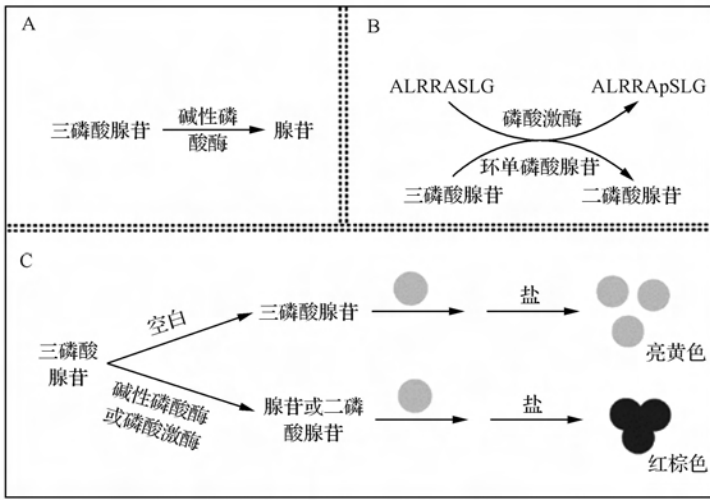 A
三磷酸腺苷
碱性磷
酸酶
腺苷
B
ALRRASLG
ALRRApSLG
磷酸激酶
环单磷酸腺苷
三磷酸腺苷
二磷酸腺苷
C
三磷酸
腺苷
空白
三磷酸腺苷
盐
亮黄色
碱性磷酸酶
或磷酸激酶
腺苷或二磷
酸腺苷
盐
红棕色